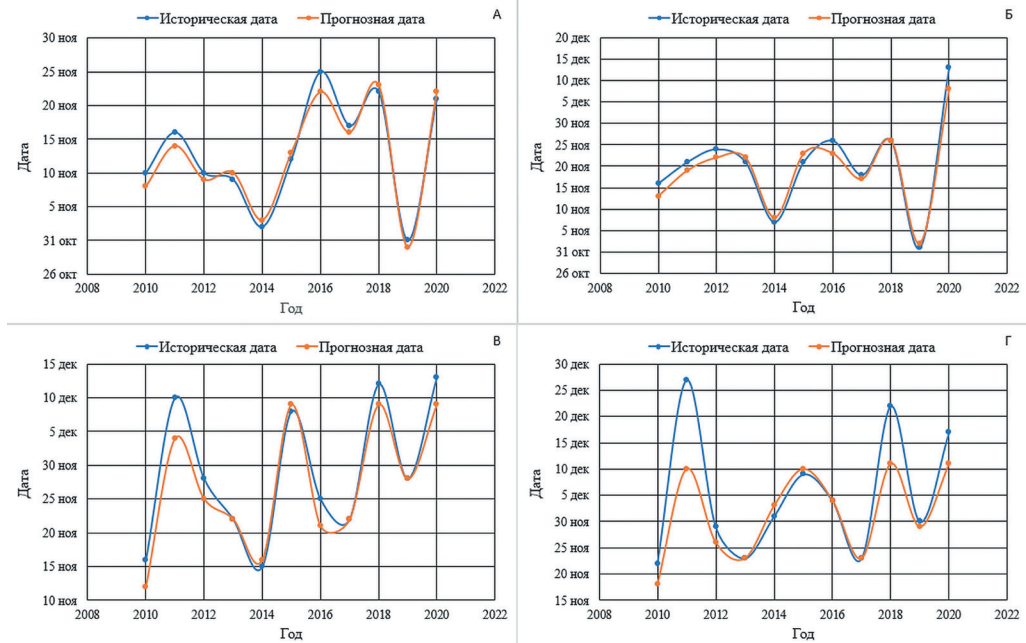 Историческая дата Прогнозная дата А
30 ноя
25 ноя
20 ноя
15 ноя
10 ноя
5 ноя
31 окт
26 окт
Дата
2008 2010 2012 2014 2016 2018 2020 2022
Год
Историческая дата Прогнозная дата Б
20 дек
15 дек
10 дек
5 дек
30 ноя
25 ноя
20 ноя
15 ноя
10 ноя
5 ноя
31 окт
26 окт
Дата
2008 2010 2012 2014 2016 2018 2020 2022
Год
Историческая дата Прогнозная дата В
15 дек
10 дек
5 дек
30 ноя
25 ноя
20 ноя
15 ноя
10 ноя
Дата
2008 2010 2012 2014 2016 2018 2020 2022
Год
Историческая дата Прогнозная дата Г
30 дек
25 дек
20 дек
15 дек
10 дек
5 дек
30 ноя
25 ноя
20 ноя
15 ноя
Дата
2008 2010 2012 2014 2016 2018 2020 2022
Год